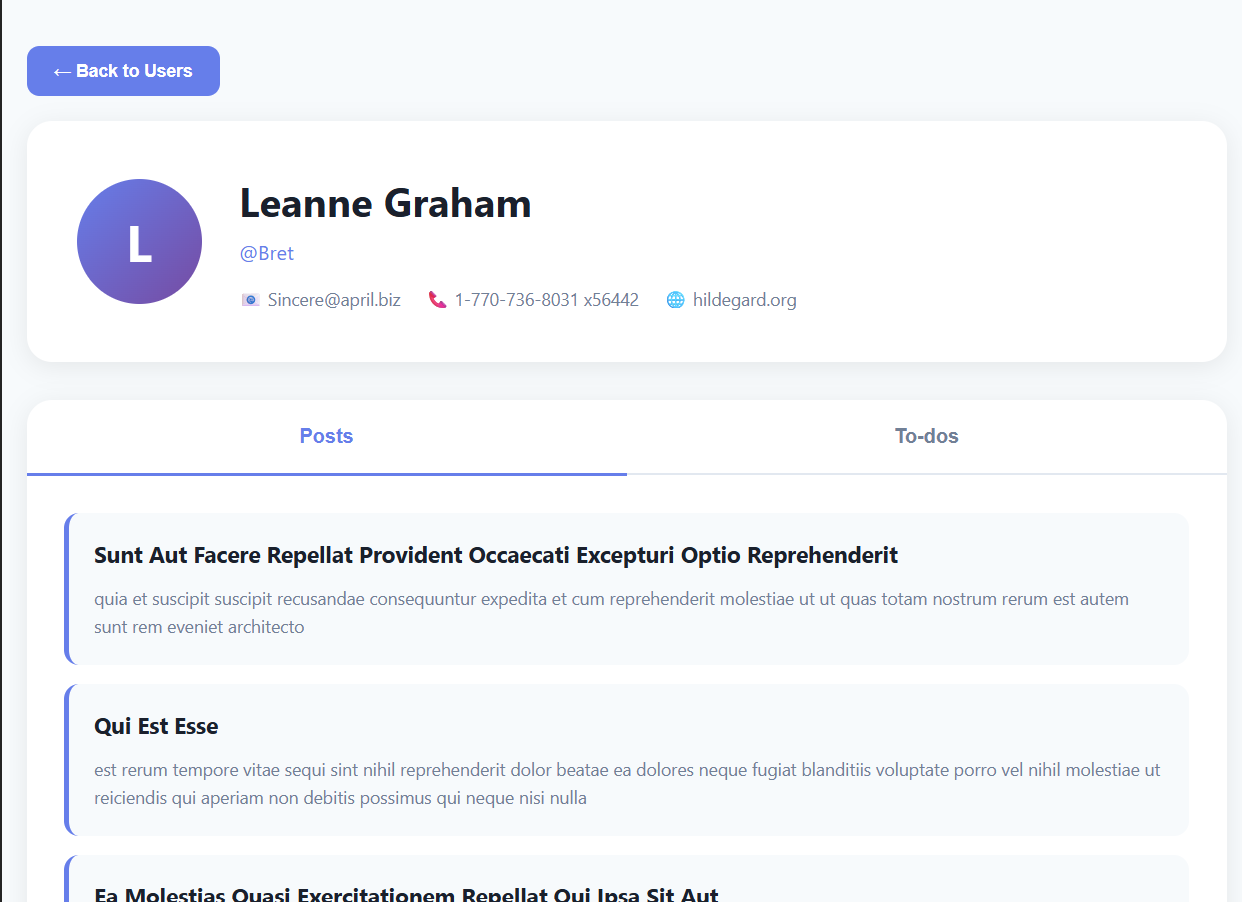 ← Back to Users
L
Leanne Graham
@Bret
Sincere@april.biz 1-770-736-8031 x56442 hildegard.org
Posts To-dos
Sunt Aut Facere Repellat Provident Occaecati Excepturi Optio Reprehenderit
quia et suscipit suscipit recusandae consequuntur expedita et cum reprehenderit molestiae ut ut quas totam nostrum rerum est autem
sunt rem eveniet architecto
Qui Est Esse
est rerum tempore vitae sequi sint nihil reprehenderit dolor beatae ea dolores neque fugiat blanditiis voluptate porro vel nihil molestiae ut
reiciendis qui aperiam non debitis possimus qui neque nisi nulla
Ea Molestias Quasi Exercitationem Repellat Qui Ipsa Sit Aut